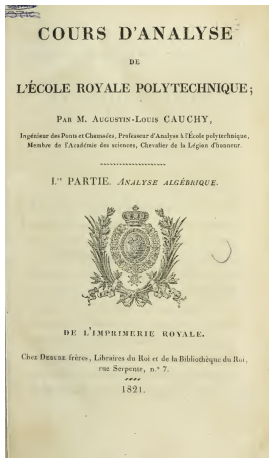 COURS D'ANALYSE
DE
L'ÉCOLE ROYALE POLYTECHNIQUE;
PAR M. AUGUSTIN-LOUIS CAUCHY,
Ingénieur des Ponts et Chaussées, Professeur d'Analyse à l'École polytechnique,
Membre de l'Académie des sciences, Chevalier de la Légion d'honneur.
I.re PARTIE. ANALYSE ALGÉBRIQUE.
DE L'IMPRIMERIE ROYALE.
Chez DEBURE frères, Libraires du Roi et de la Bibliothèque du Roi,
rue Serpente, n.° 7.
1821.